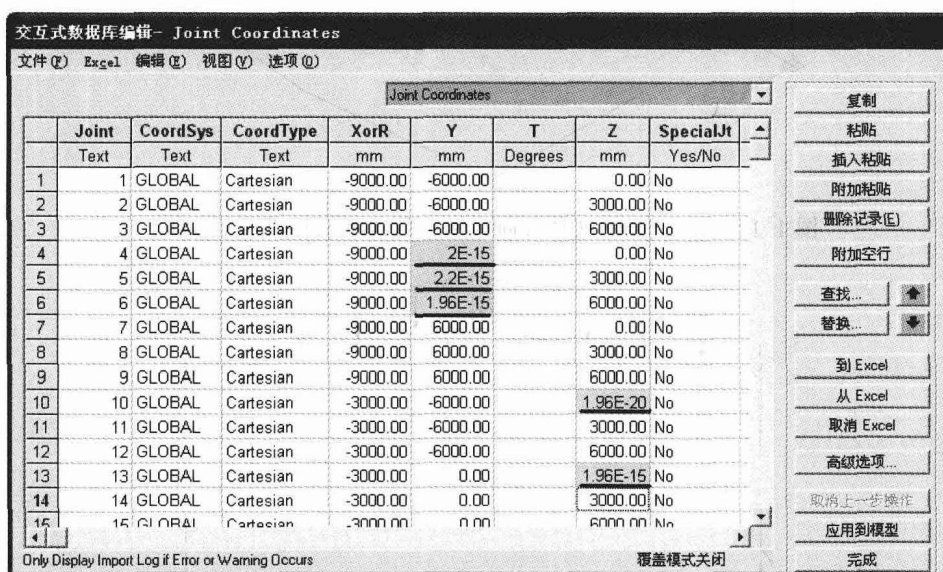 交互式数据库编辑- Joint Coordinates
文件(F) Excel 编辑(E) 视图(V) 选项(O)
Joint Coordinates
Joint CoordSys CoordType XorR Y T Z SpecialJt
Text Text Text mm mm Degrees mm Yes/No
1 1 GLOBAL Cartesian -9000.00 -6000.00 0.00 No
2 2 GLOBAL Cartesian -9000.00 -6000.00 3000.00 No
3 3 GLOBAL Cartesian -9000.00 -6000.00 6000.00 No
4 4 GLOBAL Cartesian -9000.00 2E-15 0.00 No
5 5 GLOBAL Cartesian -9000.00 2.2E-15 3000.00 No
6 6 GLOBAL Cartesian -9000.00 1.96E-15 6000.00 No
7 7 GLOBAL Cartesian -9000.00 6000.00 0.00 No
8 8 GLOBAL Cartesian -9000.00 6000.00 3000.00 No
9 9 GLOBAL Cartesian -9000.00 6000.00 6000.00 No
10 10 GLOBAL Cartesian -3000.00 -6000.00 1.96E-20 No
11 11 GLOBAL Cartesian -3000.00 -6000.00 3000.00 No
12 12 GLOBAL Cartesian -3000.00 -6000.00 6000.00 No
13 13 GLOBAL Cartesian -3000.00 0.00 1.96E-15 No
14 14 GLOBAL Cartesian -3000.00 0.00 3000.00 No
15 15 GLOBAL Cartesian -3000.00 0.00 6000.00 No
Only Display Import Log if Error or Warning Occurs
覆盖模式关闭
复制
粘贴
插入粘贴
附加粘贴
删除记录(E)
附加空行
查找...
替换...
到 Excel
从 Excel
取消 Excel
高级选项...
取消上一步操作
应用到模型
完成